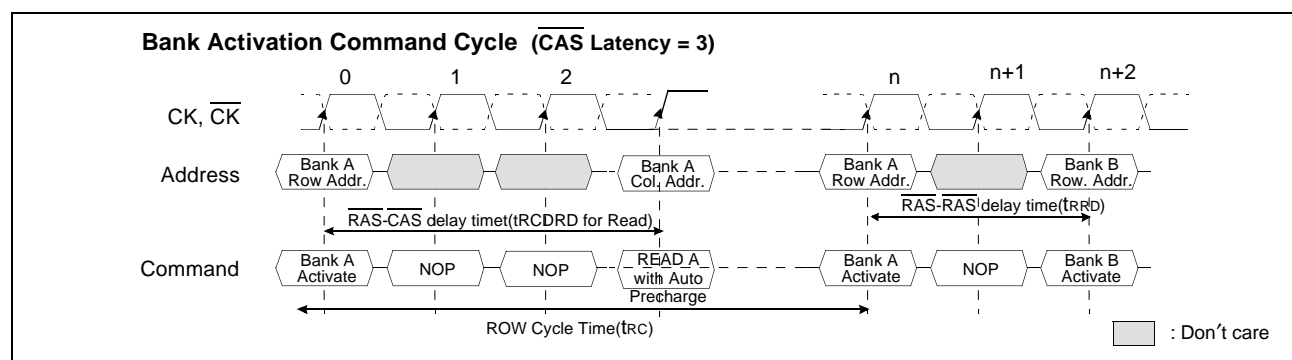 Bank Activation Command Cycle (CAS Latency = 3)
0 1 2 n n+1 n+2
CK, CK
Address
Bank A
Row Addr.
Bank A
Col. Addr.
Bank A
Row Addr.
Bank B
Row. Addr.
RAS-CAS delay timet(tRCDRD for Read)
RAS-RAS delay time(tRRD)
Command
Bank A
Activate
NOP
NOP
READ A
with Auto
Precharge
Bank A
Activate
NOP
Bank B
Activate
ROW Cycle Time(tRC)
: Don′t care